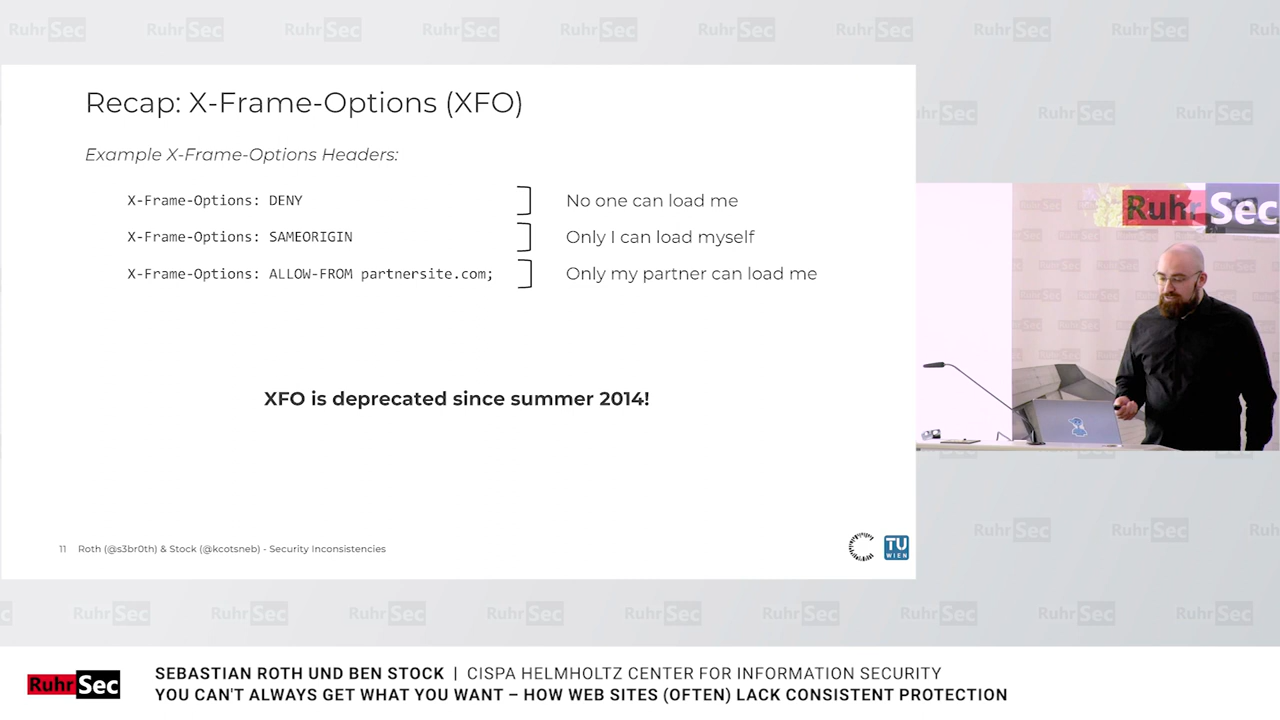 Recap: X-Frame-Options (XFO)
Example X-Frame-Options Headers:
X-Frame-Options: DENY
No one can load me
X-Frame-Options: SAMEORIGIN
Only I can load myself
X-Frame-Options: ALLOW-FROM partnersite.com;
Only my partner can load me
XFO is deprecated since summer 2014!
11 Roth (@s3br0th) & Stock (@kcotsneb) - Security Inconsistencies
TU
WIEN
RuhrSec
RuhrSec
SEBASTIAN ROTH UND BEN STOCK | CISPA HELMHOLTZ CENTER FOR INFORMATION SECURITY
YOU CAN'T ALWAYS GET WHAT YOU WANT – HOW WEB SITES (OFTEN) LACK CONSISTENT PROTECTION